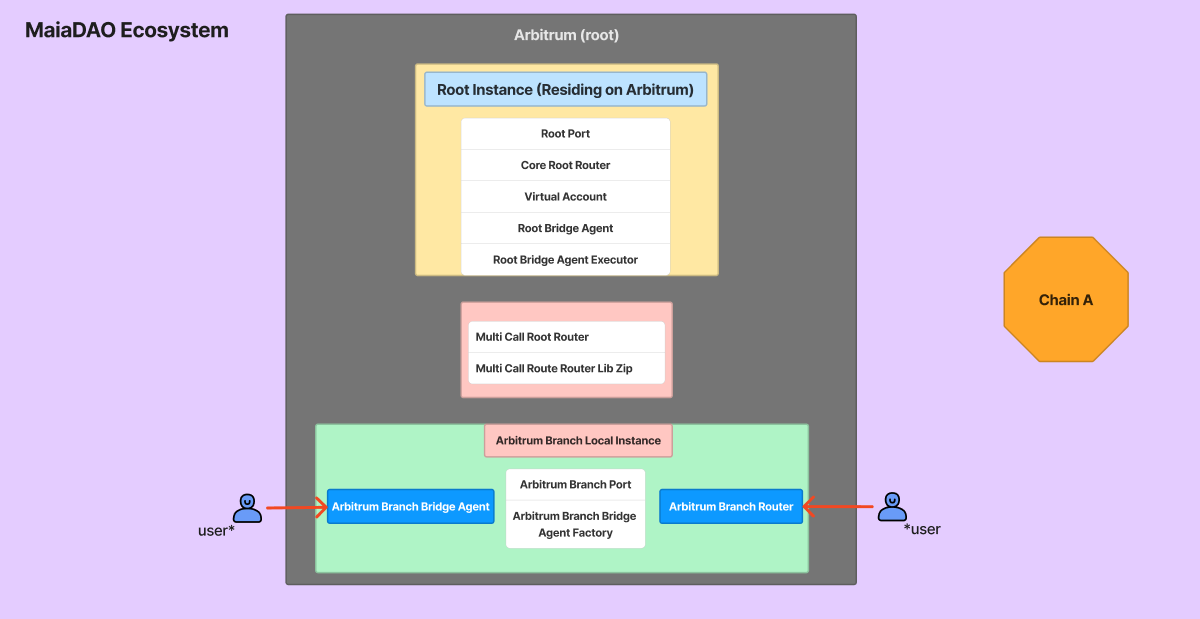 MaiaDAO Ecosystem
Arbitrum (root)
Root Instance (Residing on Arbitrum)
Root Port
Core Root Router
Virtual Account
Root Bridge Agent
Root Bridge Agent Executor
Multi Call Root Router
Multi Call Route Router Lib Zip
Chain A
Arbitrum Branch Local Instance
Arbitrum Branch Bridge Agent
Arbitrum Branch Port
Arbitrum Branch Bridge
Agent Factory
Arbitrum Branch Router
user*
*user